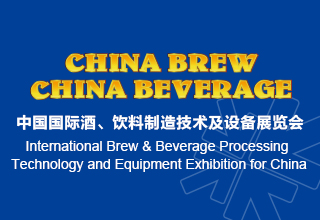 CHINA BREW
CHINA BEVERAGE
中国国际酒、饮料制造技术及设备展览会
International Brew & Beverage Processing
Technology and Equipment Exhibition for China